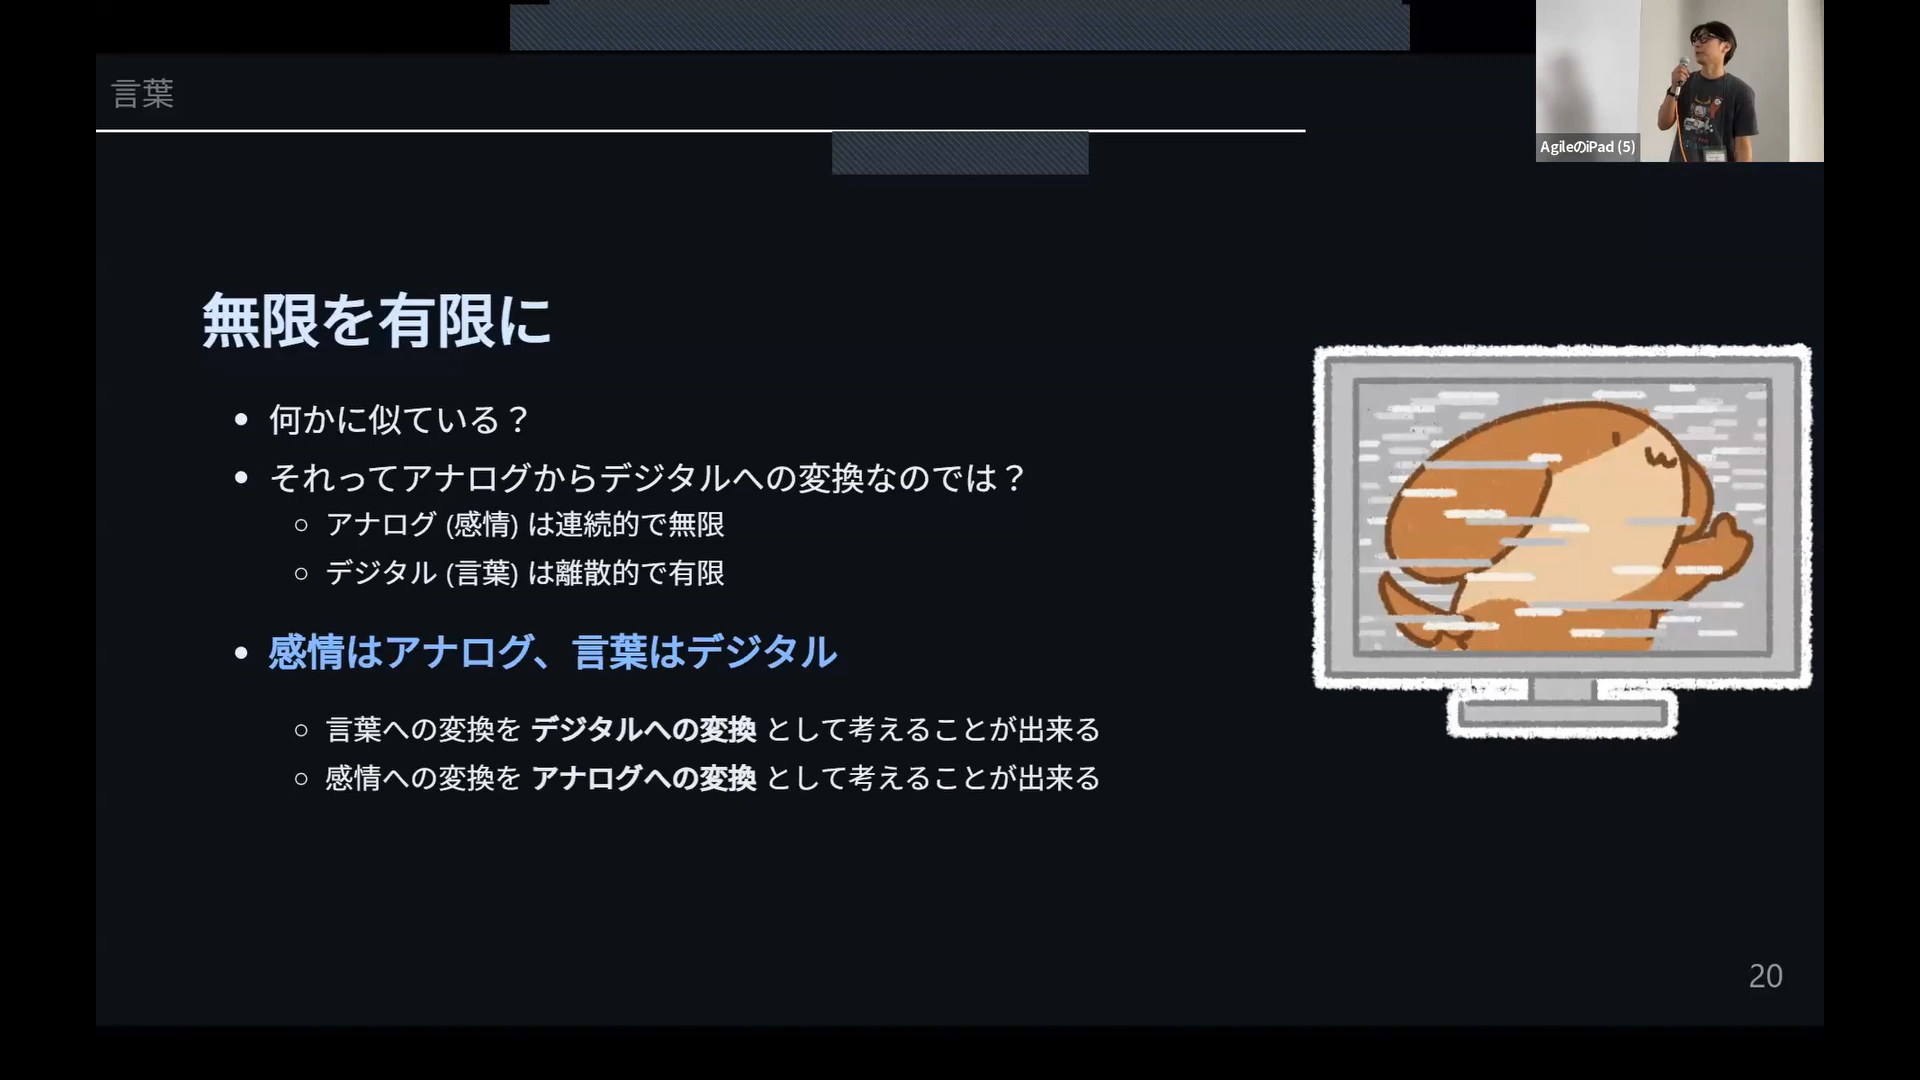 言葉
AgileのiPad (5)
無限を有限に
何かに似ている？
それってアナログからデジタルへの変換なのでは？
アナログ (感情) は連続的で無限
デジタル (言葉) は離散的で有限
感情はアナログ、言葉はデジタル
言葉への変換を デジタルへの変換 として考えることが出来る
感情への変換を アナログへの変換 として考えることが出来る
20